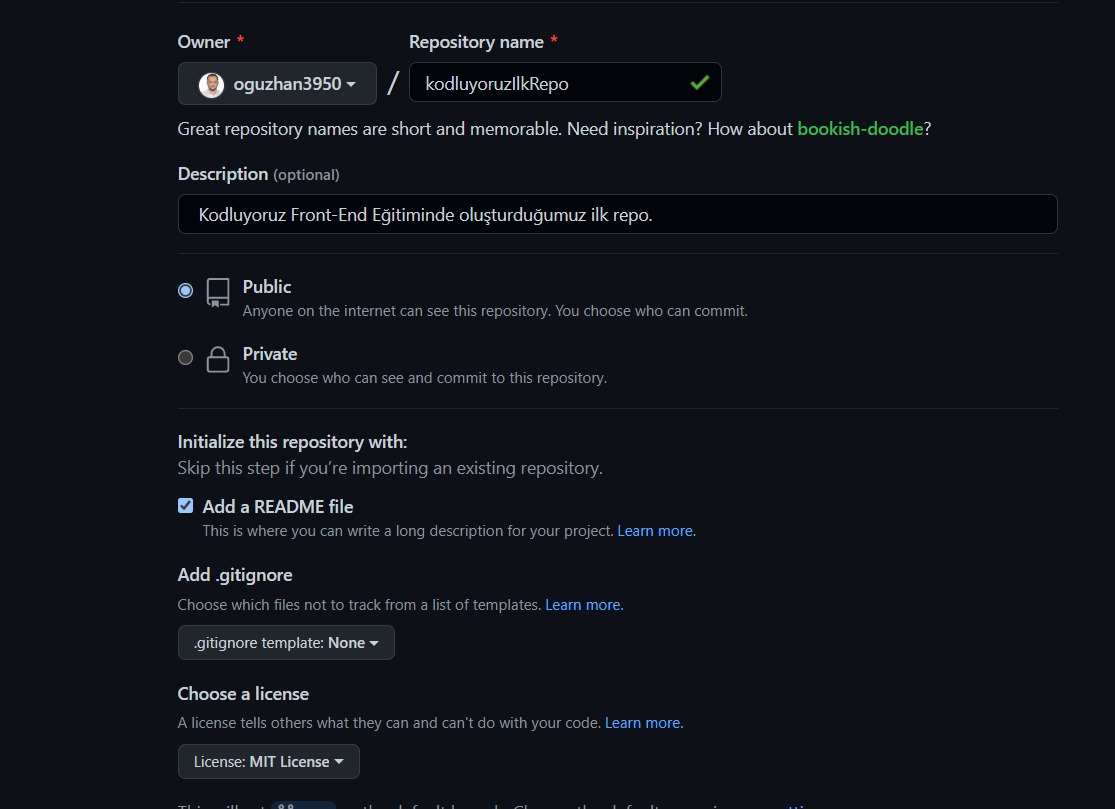 Owner * Repository name *
oguzhan3950 / kodluyoruzIlkRepo
Great repository names are short and memorable. Need inspiration? How about bookish-doodle?
Description (optional)
Kodluyoruz Front-End Eğitiminde oluşturduğumuz ilk repo.
Public
Anyone on the internet can see this repository. You choose who can commit.
Private
You choose who can see and commit to this repository.
Initialize this repository with:
Skip this step if you’re importing an existing repository.
Add a README file
This is where you can write a long description for your project. Learn more.
Add .gitignore
Choose which files not to track from a list of templates. Learn more.
.gitignore template: None
Choose a license
A license tells others what they can and can't do with your code. Learn more.
License: MIT License